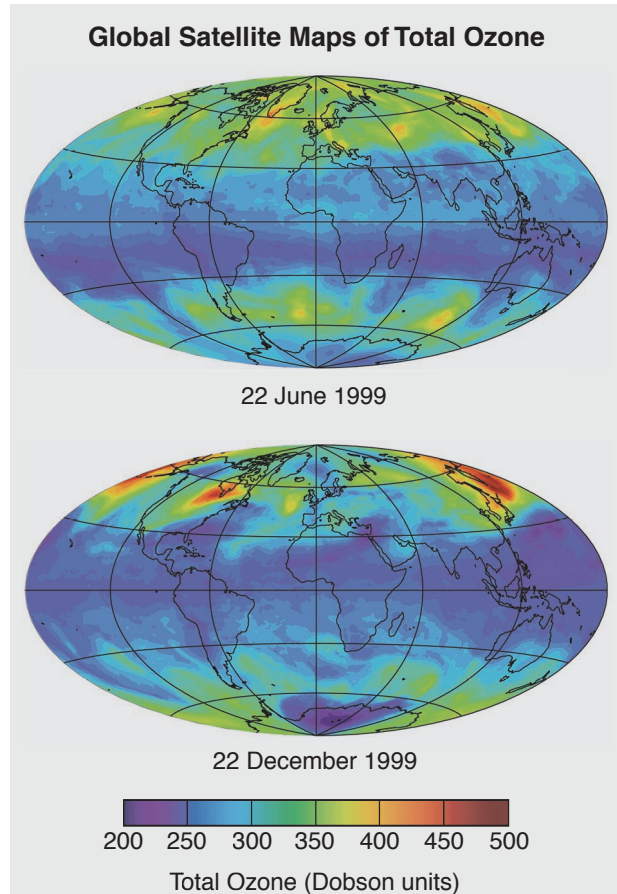 Global Satellite Maps of Total Ozone
22 June 1999
22 December 1999
200 250 300 350 400 450 500
Total Ozone (Dobson units)